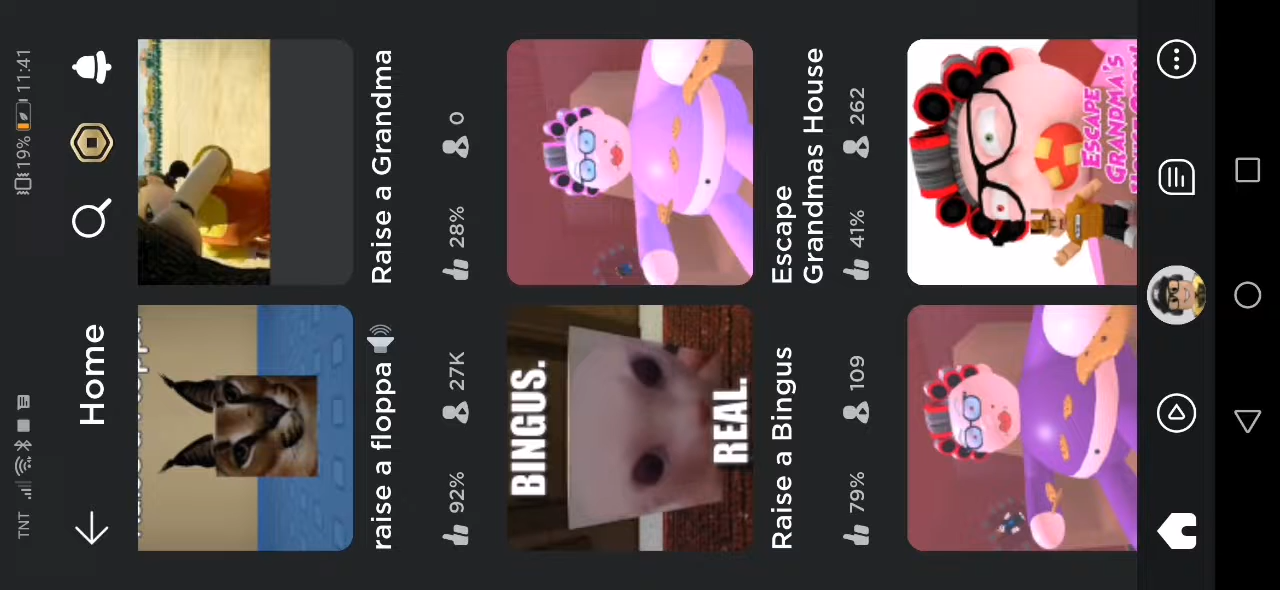 TNT
19%
11:41
Home
raise a floppa
92%
27K
Raise a Grandma
28%
0
BINGUS.
REAL.
Raise a Bingus
79%
109
Escape
Grandmas House
41%
262
ESCAPE
GRANDMA'S